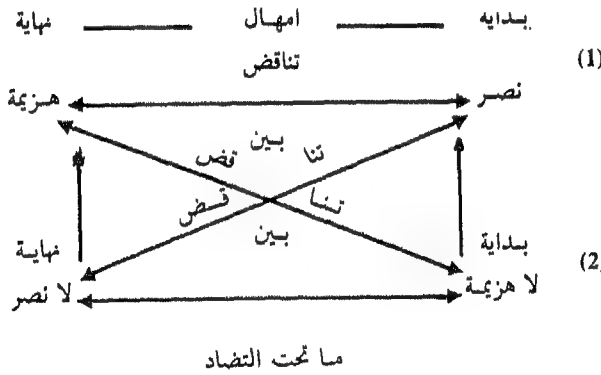 بدايه — امهال — نهاية
(1) تناقض
نصر هزيمة
بين
تنا قض
تنا قض
بين
بداية نهاية
(2)
لا هزيمة لا نصر
ما تحت التضاد